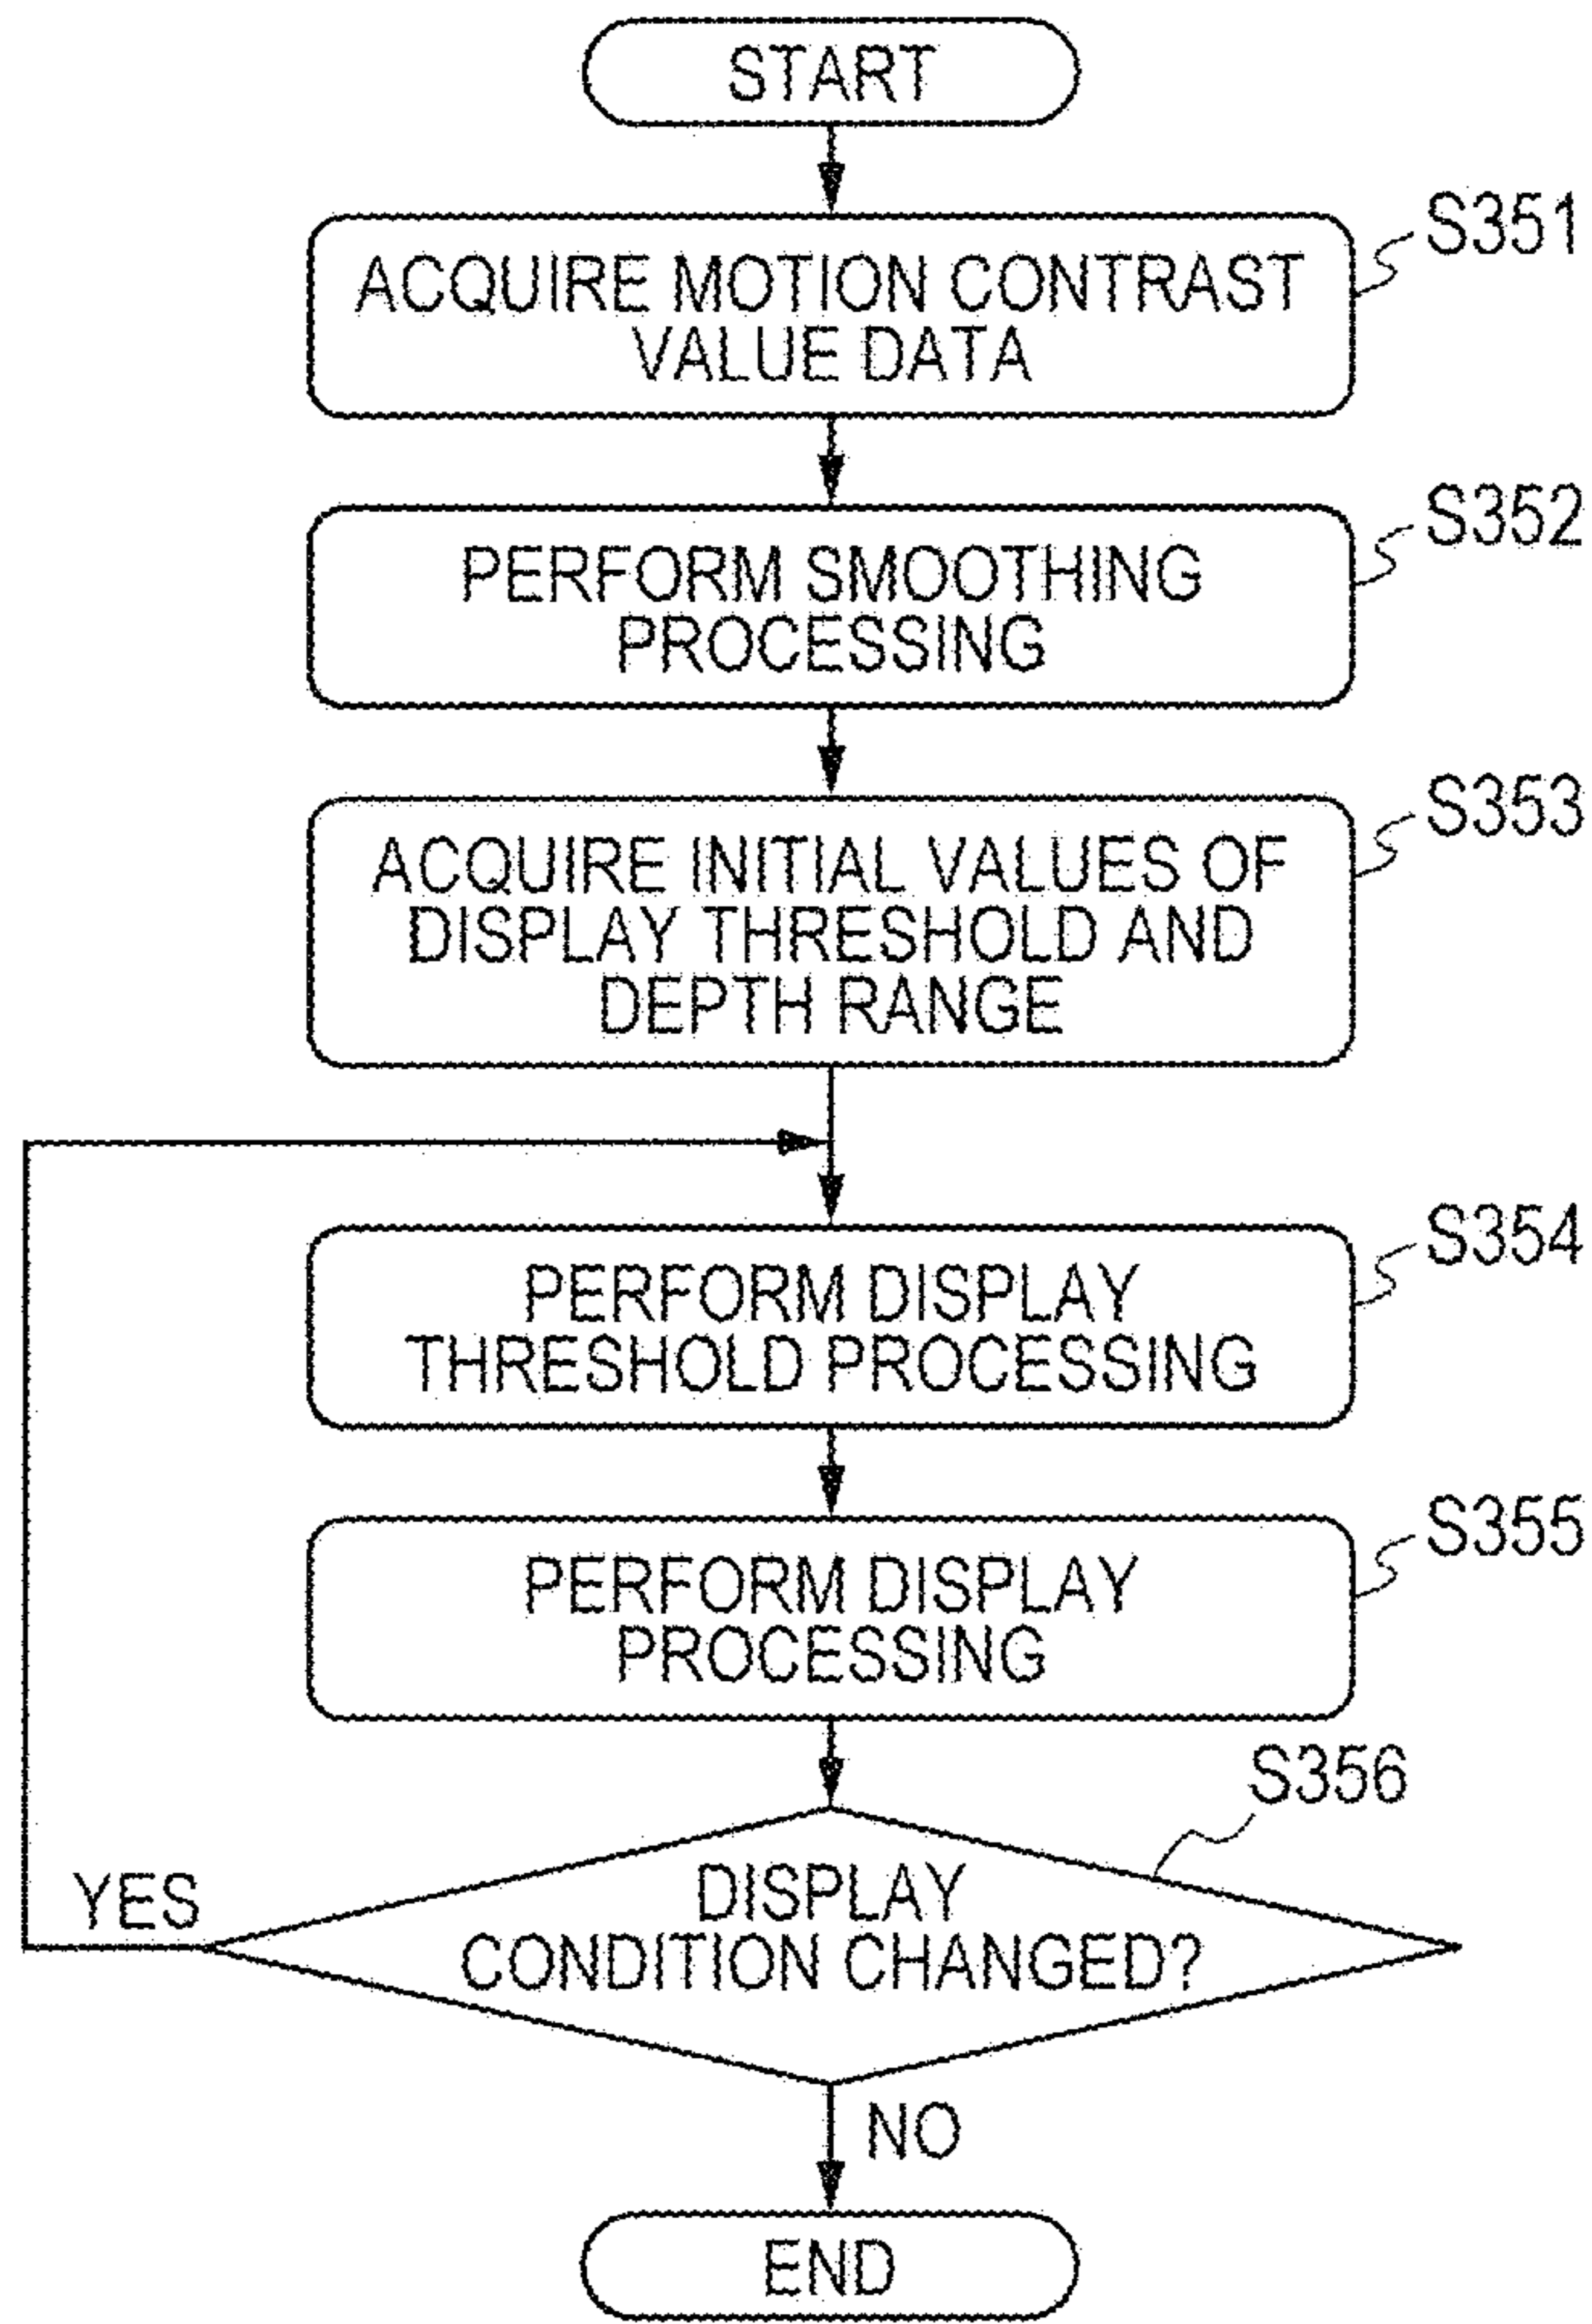 START
S351
ACQUIRE MOTION CONTRAST
VALUE DATA
S352
PERFORM SMOOTHING
PROCESSING
S353
ACQUIRE INITIAL VALUES OF
DISPLAY THRESHOLD AND
DEPTH RANGE
S354
PERFORM DISPLAY
THRESHOLD PROCESSING
S355
PERFORM DISPLAY
PROCESSING
S356
YES
DISPLAY
CONDITION CHANGED?
NO
END